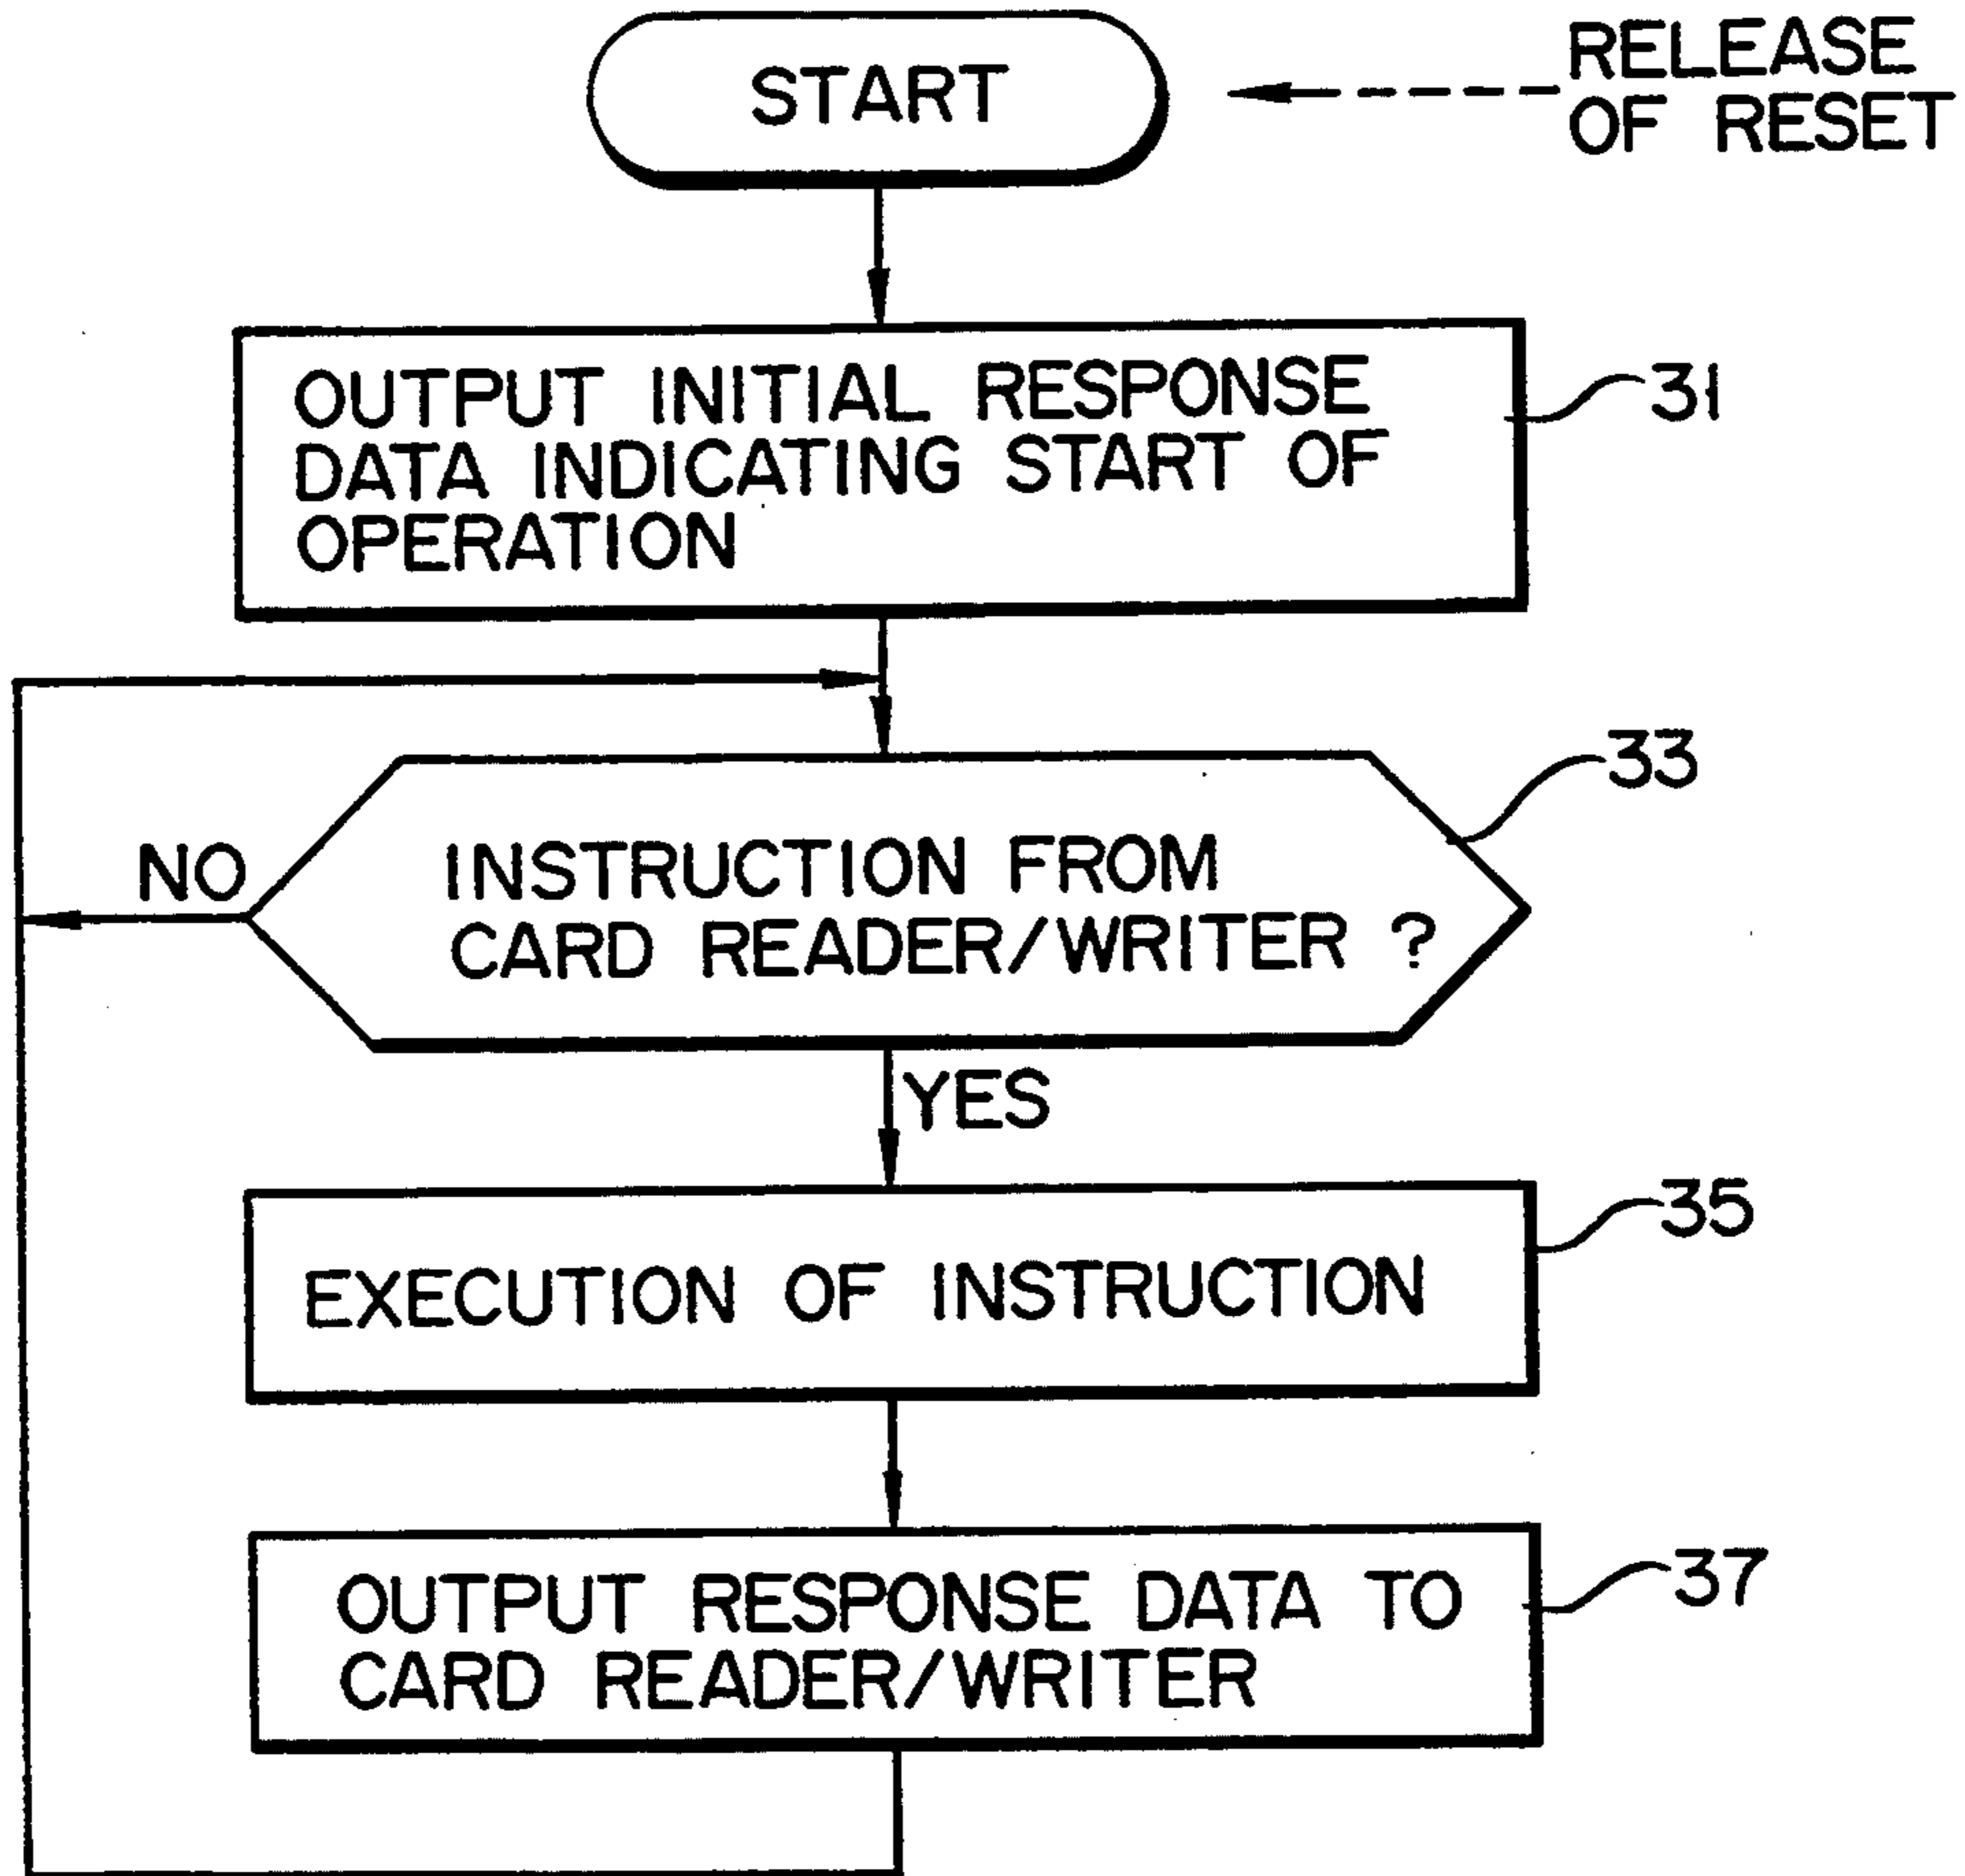 START
RELEASE
OF RESET
OUTPUT INITIAL RESPONSE
DATA INDICATING START OF
OPERATION
31
33
NO
INSTRUCTION FROM
CARD READER/WRITER ?
YES
35
EXECUTION OF INSTRUCTION
37
OUTPUT RESPONSE DATA TO
CARD READER/WRITER